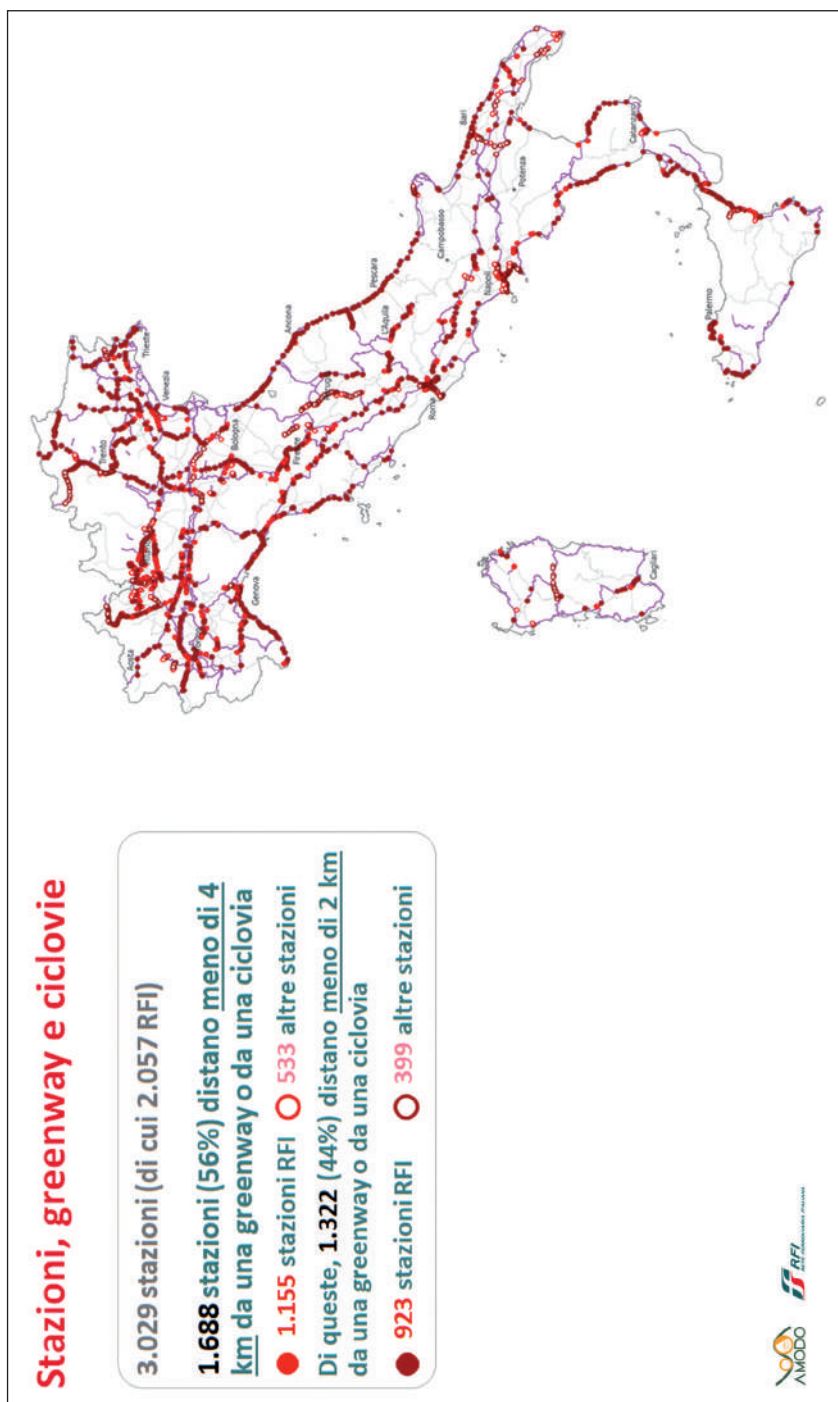 Stazioni, greenway e ciclovie
3.029 stazioni (di cui 2.057 RFI)
1.688 stazioni (56%) distano meno di 4
km da una greenway o da una ciclovia
1.155 stazioni RFI 533 altre stazioni
Di queste, 1.322 (44%) distano meno di 2 km
da una greenway o da una ciclovia
923 stazioni RFI 399 altre stazioni
Aosta
Trento
Trieste
Venezia
Genova
Bologna
Firenze
Ancona
L'Aquila
Pescara
Roma
Campobasso
Napoli
Bari
Potenza
Catanzaro
Palermo
Cagliari
AMODO
RFI
RETE FERROVIARIA ITALIANA